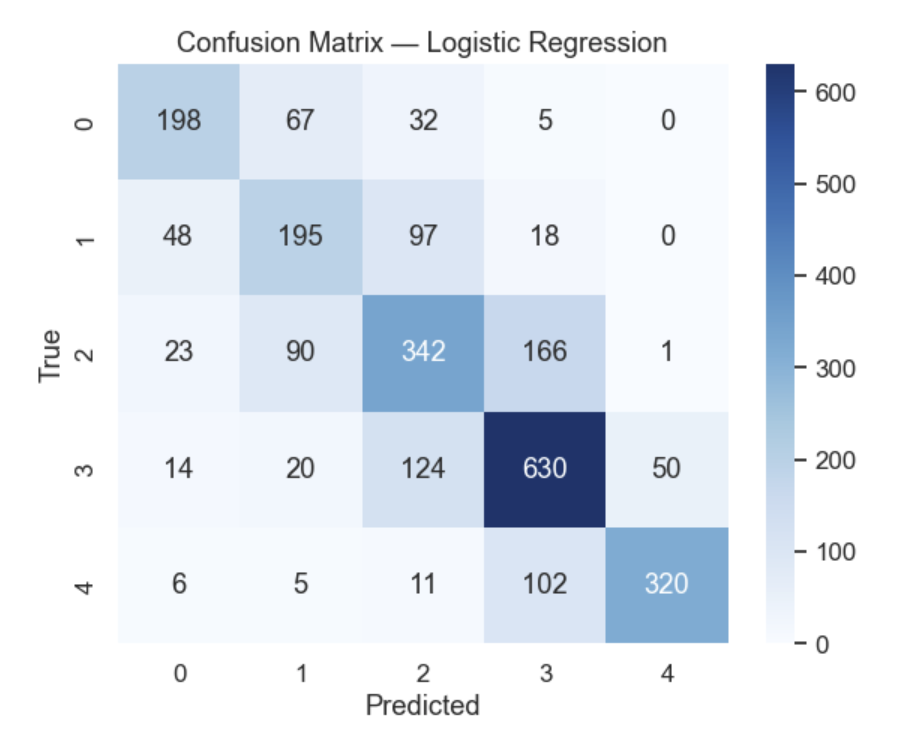 Confusion Matrix — Logistic Regression
0 198 67 32 5 0
1 48 195 97 18 0
2 23 90 342 166 1
3 14 20 124 630 50
4 6 5 11 102 320
0 1 2 3 4
True
Predicted
600
500
400
300
200
100
0